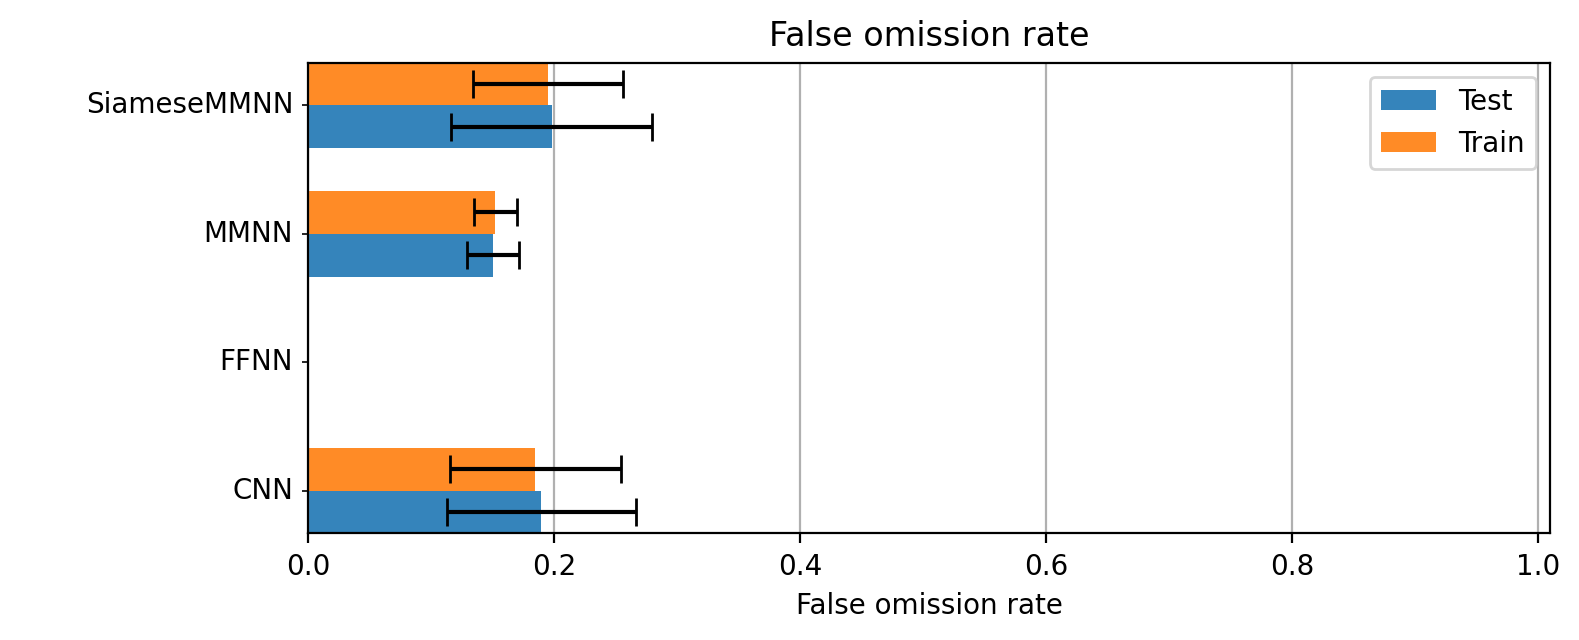 False omission rate
SiameseMMNN
MMNN
FFNN
CNN
Test
Train
0.0 0.2 0.4 0.6 0.8 1.0
False omission rate